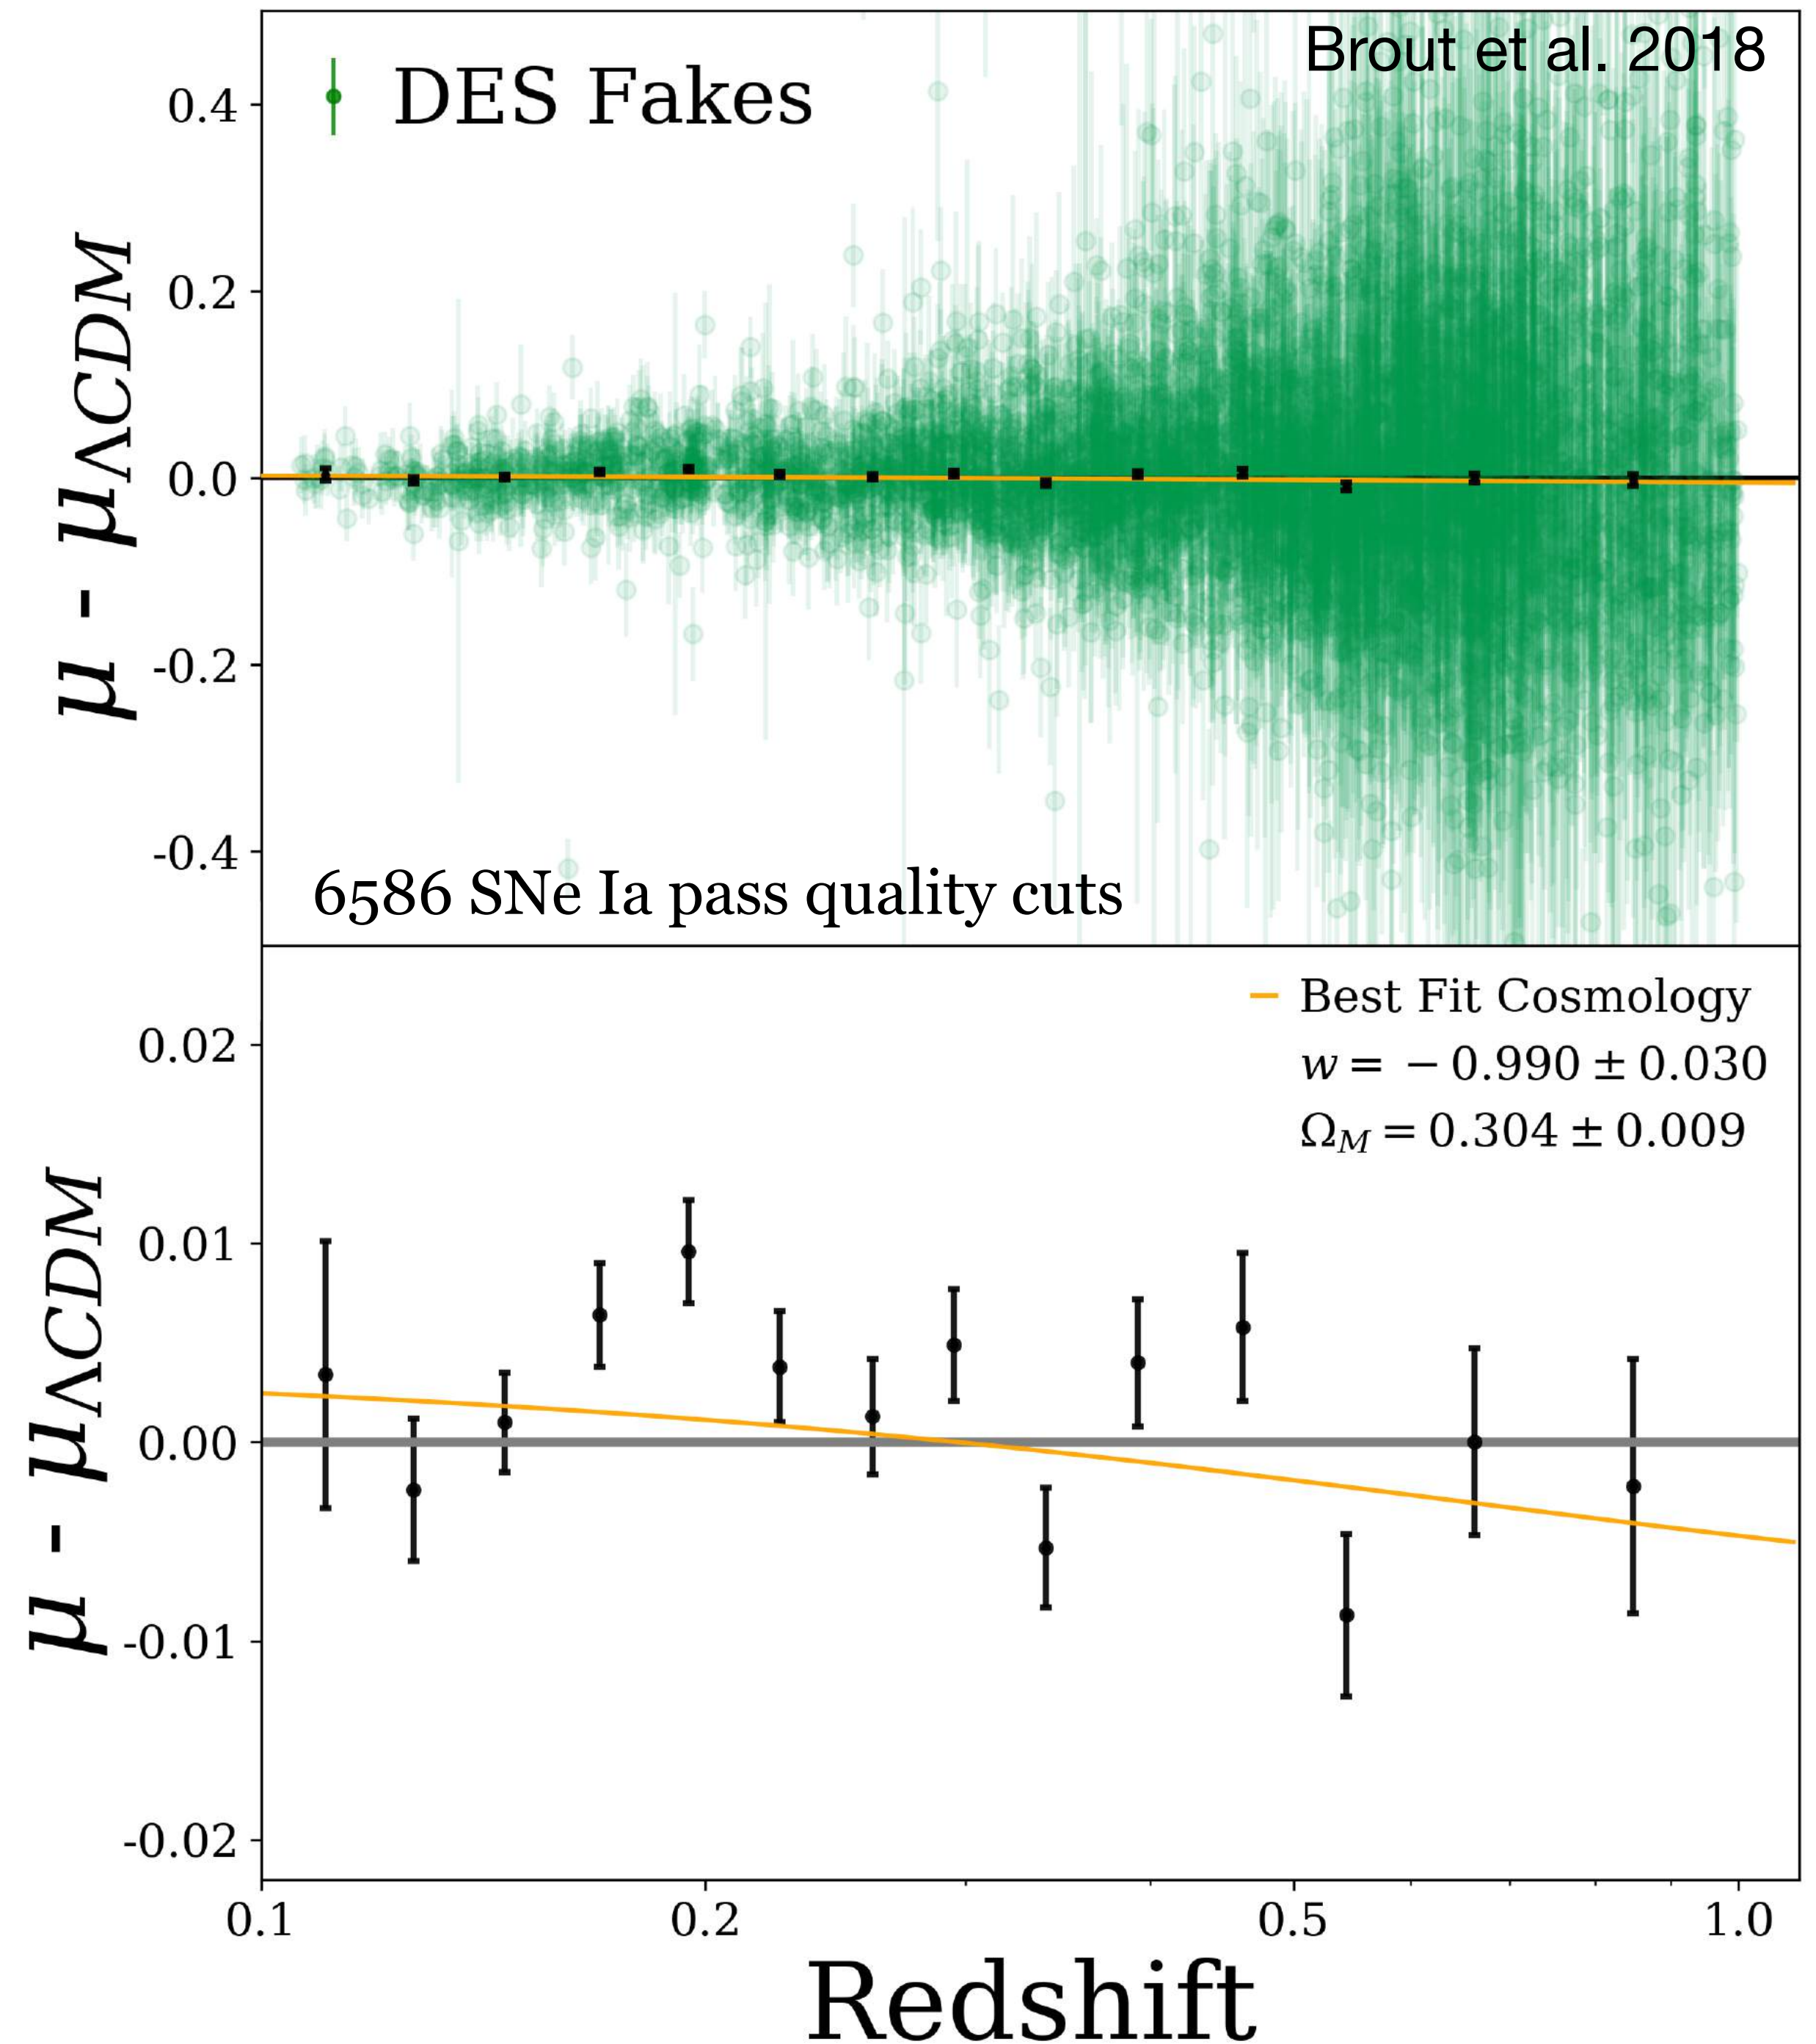 Brout et al. 2018
DES Fakes
0.4
0.2
0.0
-0.2
-0.4
μ - μΛCDM
6586 SNe Ia pass quality cuts
Best Fit Cosmology
w = −0.990 ± 0.030
ΩM = 0.304 ± 0.009
0.02
0.01
0.00
-0.01
-0.02
μ - μΛCDM
0.1 0.2 0.5 1.0
Redshift